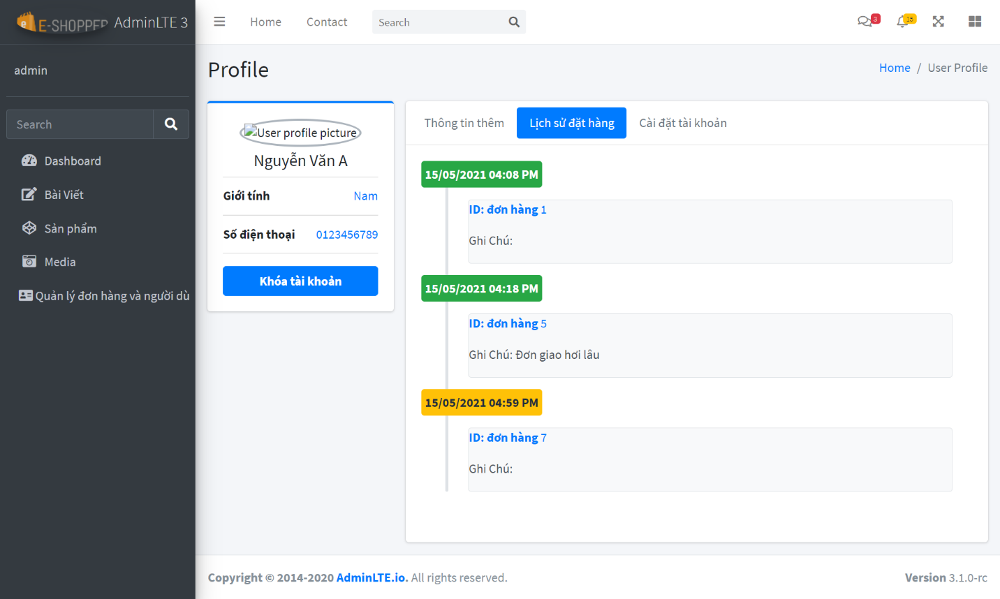 E-SHOPPER AdminLTE 3
Home
Contact
Search
3
15
admin
Search
Dashboard
Bài Viết
Sản phẩm
Media
Quản lý đơn hàng và người dù
Profile
Home / User Profile
User profile picture
Nguyễn Văn A
Giới tính Nam
Số điện thoại 0123456789
Khóa tài khoản
Thông tin thêm
Lịch sử đặt hàng
Cài đặt tài khoản
15/05/2021 04:08 PM
ID: đơn hàng 1
Ghi Chú:
15/05/2021 04:18 PM
ID: đơn hàng 5
Ghi Chú: Đơn giao hơi lâu
15/05/2021 04:59 PM
ID: đơn hàng 7
Ghi Chú:
Copyright © 2014-2020 AdminLTE.io. All rights reserved.
Version 3.1.0-rc